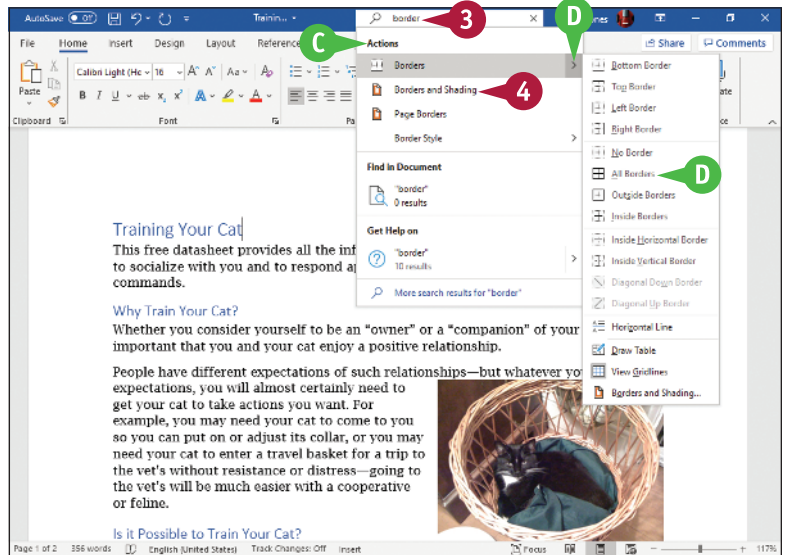 AutoSave Off Trainin... border
File Home Insert Design Layout Reference Share Comments
Paste
Clipboard
Calibri Light (He 16 A^ A˅ Aa A
B I U ab x₂ x² A A
Font
C
3
D
Actions
Borders
Borders and Shading
4
Page Borders
Border Style
Find in Document
"border"
0 results
Get Help on
"border"
10 results
More search results for "border"
Bottom Border
Top Border
Left Border
Right Border
No Border
All Borders
D
Outside Borders
Inside Borders
Inside Horizontal Border
Inside Vertical Border
Diagonal Down Border
Diagonal Up Border
Horizontal Line
Draw Table
View Gridlines
Borders and Shading...
Training Your Cat
This free datasheet provides all the inf
to socialize with you and to respond ap
commands.
Why Train Your Cat?
Whether you consider yourself to be an "owner" or a "companion" of your
important that you and your cat enjoy a positive relationship.
People have different expectations of such relationships—but whatever yo
expectations, you will almost certainly need to
get your cat to take actions you want. For
example, you may need your cat to come to you
so you can put on or adjust its collar, or you may
need your cat to enter a travel basket for a trip to
the vet's without resistance or distress—going to
the vet's will be much easier with a cooperative
or feline.
Is it Possible to Train Your Cat?
Page 1 of 2 356 words English (United States) Track Changes: Off Insert Focus 117%